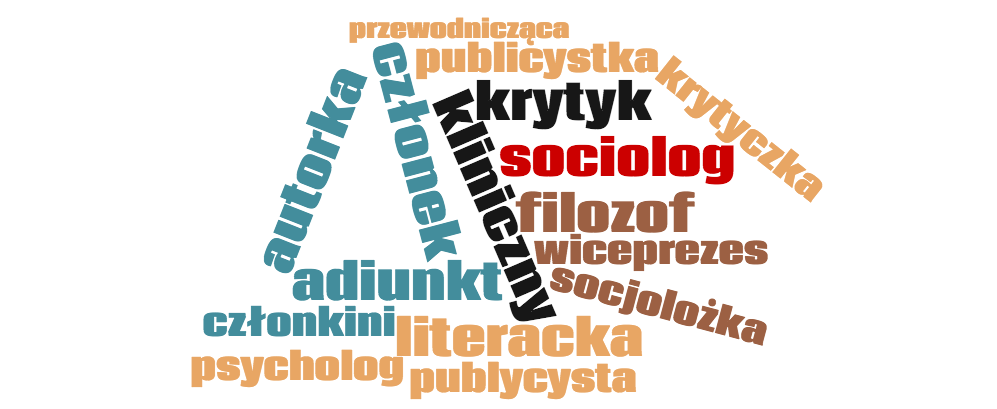 przewodnicząca
publicystka
krytyczka
członek
autorka
kliniczny
krytyk
sociolog
filozof
wiceprezes
socjolożka
adiunkt
członkini
literacka
psycholog
publycysta